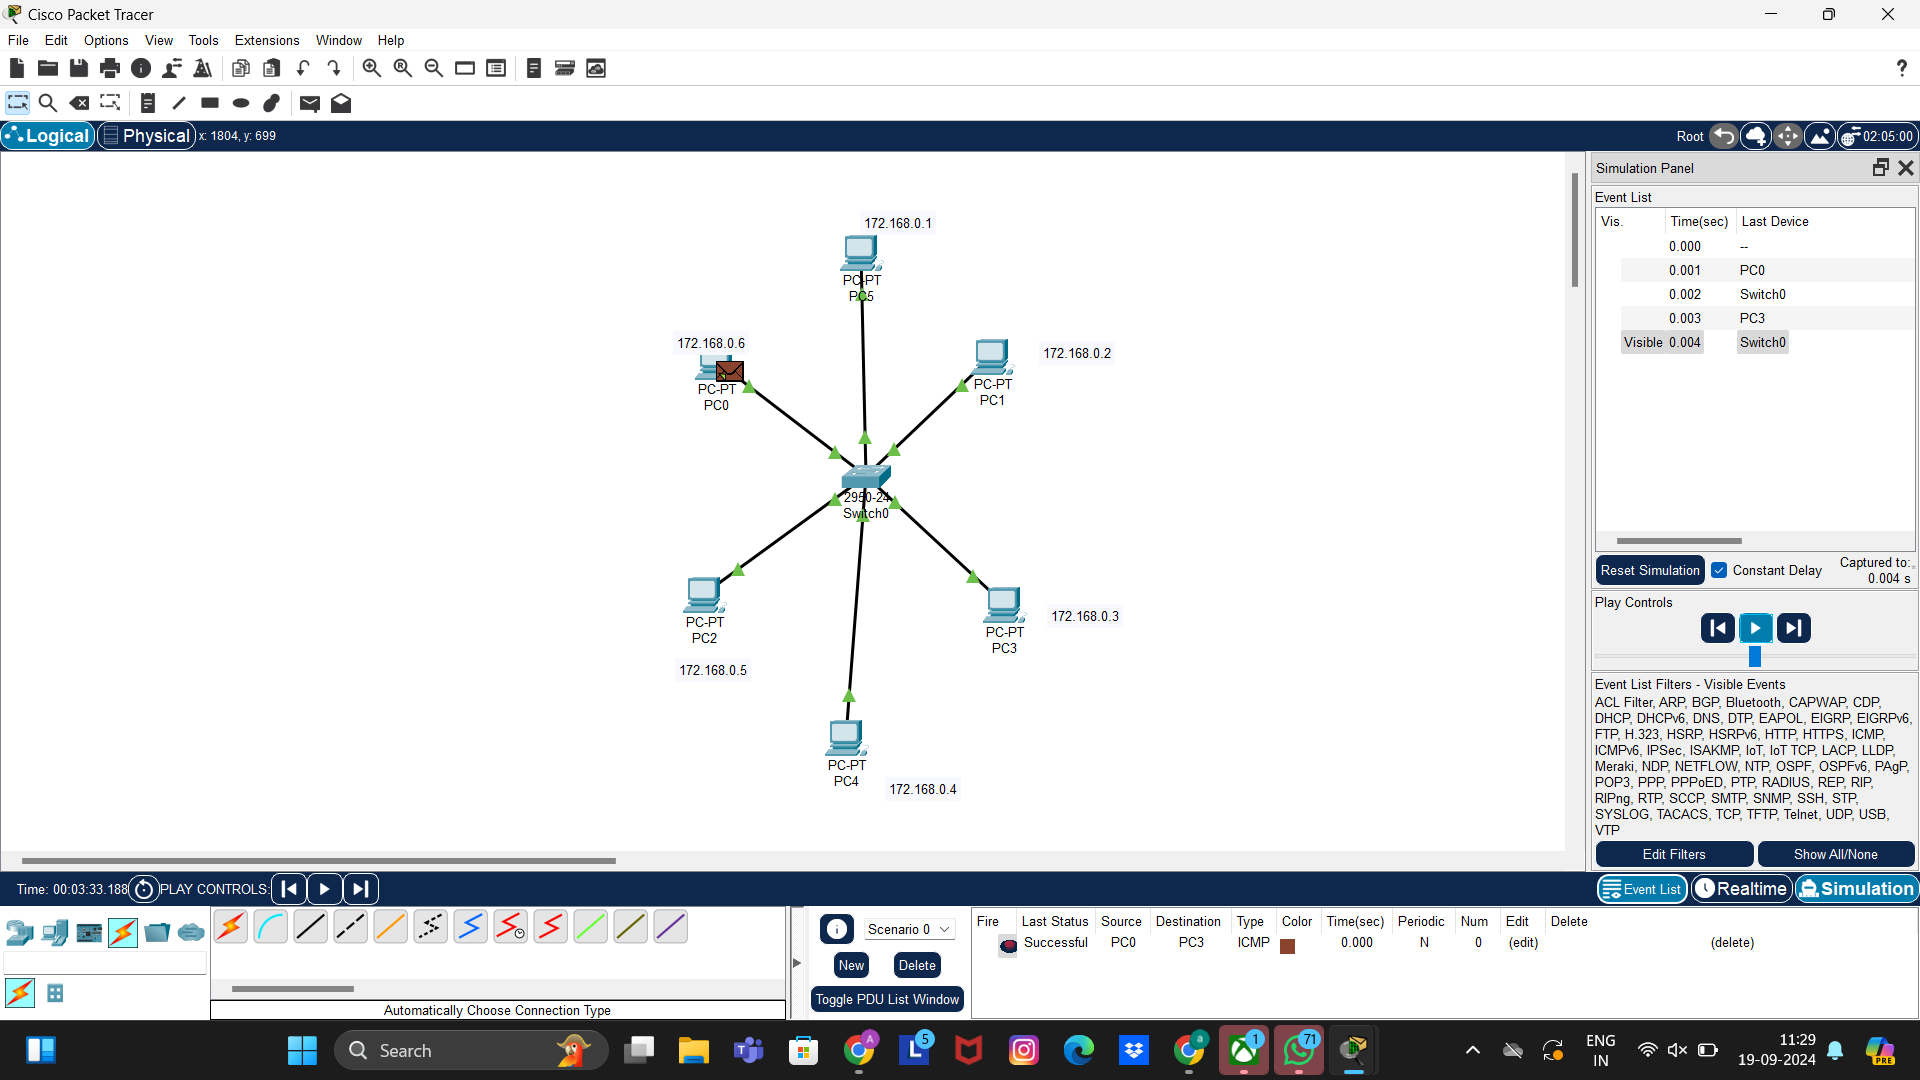 Cisco Packet Tracer
File Edit Options View Tools Extensions Window Help
?
Logical Physical x: 1804, y: 699
Root 02:05:00
172.168.0.1
PC-PT
PC5
172.168.0.6
PC-PT
PC0
172.168.0.2
PC-PT
PC1
2950-24
Switch0
PC-PT
PC2
172.168.0.5
PC-PT
PC3
172.168.0.3
PC-PT
PC4
172.168.0.4
Simulation Panel
Event List
Vis. Time(sec) Last Device
0.000 --
0.001 PC0
0.002 Switch0
0.003 PC3
Visible 0.004 Switch0
Reset Simulation Constant Delay Captured to:
0.004 s
Play Controls
Event List Filters - Visible Events
ACL Filter, ARP, BGP, Bluetooth, CAPWAP, CDP,
DHCP, DHCPv6, DNS, DTP, EAPOL, EIGRP, EIGRPv6,
FTP, H.323, HSRP, HSRPv6, HTTP, HTTPS, ICMP,
ICMPv6, IPSec, ISAKMP, IoT, IoT TCP, LACP, LLDP,
Meraki, NDP, NETFLOW, NTP, OSPF, OSPFv6, PAgP,
POP3, PPP, PPPoED, PTP, RADIUS, REP, RIP,
RIPng, RTP, SCCP, SMTP, SNMP, SSH, STP,
SYSLOG, TACACS, TCP, TFTP, Telnet, UDP, USB,
VTP
Edit Filters Show All/None
Time: 00:03:33.188 PLAY CONTROLS:
Event List Realtime Simulation
Automatically Choose Connection Type
Scenario 0
New Delete
Toggle PDU List Window
Fire Last Status Source Destination Type Color Time(sec) Periodic Num Edit Delete
Successful PC0 PC3 ICMP 0.000 N 0 (edit) (delete)
Search
A
L 5
a
1
71
ENG
IN
11:29
19-09-2024
PRE